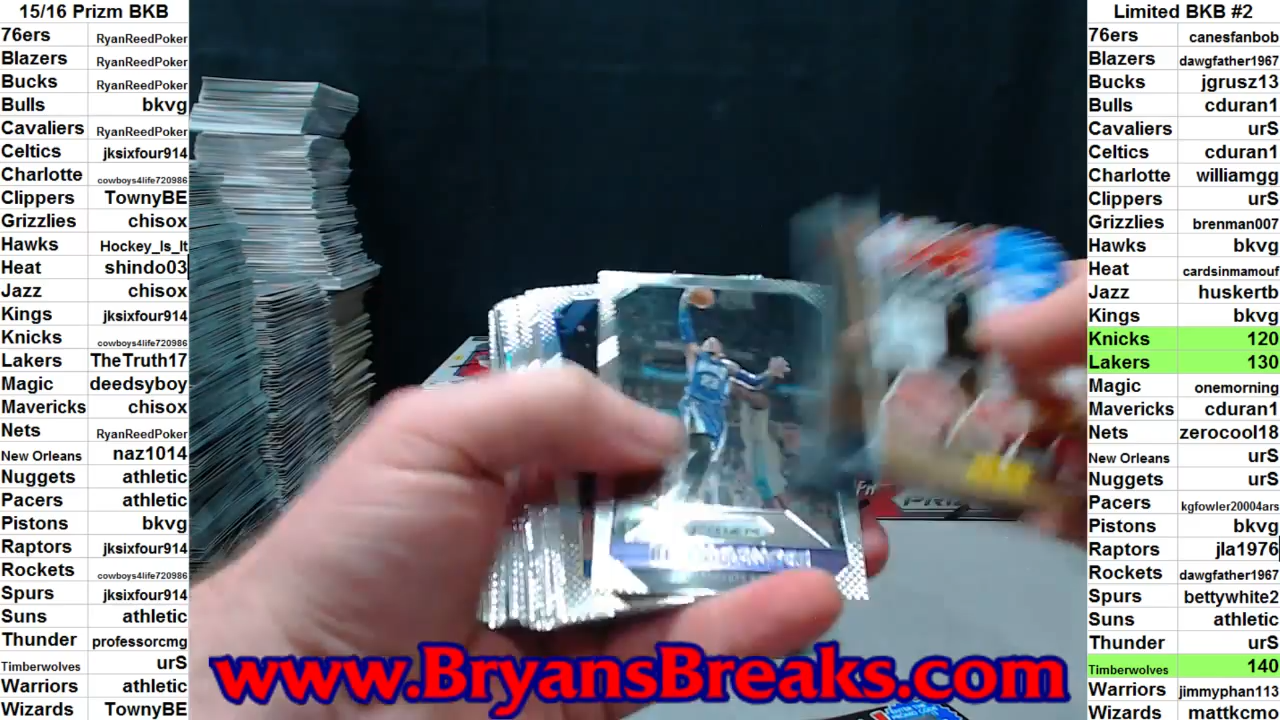 15/16 Prizm BKB
76ers RyanReedPoker
Blazers RyanReedPoker
Bucks RyanReedPoker
Bulls bkvg
Cavaliers RyanReedPoker
Celtics jksixfour914
Charlotte cowboys4life720986
Clippers TownyBE
Grizzlies chisox
Hawks Hockey_Is_It
Heat shindo03
Jazz chisox
Kings jksixfour914
Knicks cowboys4life720986
Lakers TheTruth17
Magic deedsyboy
Mavericks chisox
Nets RyanReedPoker
New Orleans naz1014
Nuggets athletic
Pacers athletic
Pistons bkvg
Raptors jksixfour914
Rockets cowboys4life720986
Spurs jksixfour914
Suns athletic
Thunder professorcmg
Timberwolves urS
Warriors athletic
Wizards TownyBE
www.BryansBreaks.com
Limited BKB #2
76ers canesfanbob
Blazers dawgfather1967
Bucks jgrusz13
Bulls cduran1
Cavaliers urS
Celtics cduran1
Charlotte williamgg
Clippers urS
Grizzlies brenman007
Hawks bkvg
Heat cardsinmamouf
Jazz huskertb
Kings bkvg
Knicks 120
Lakers 130
Magic onemorning
Mavericks cduran1
Nets zerocool18
New Orleans urS
Nuggets urS
Pacers kgfowler20004ars
Pistons bkvg
Raptors jla1976
Rockets dawgfather1967
Spurs bettywhite2
Suns athletic
Thunder urS
Timberwolves 140
Warriors jimmyphan113
Wizards mattkcmo